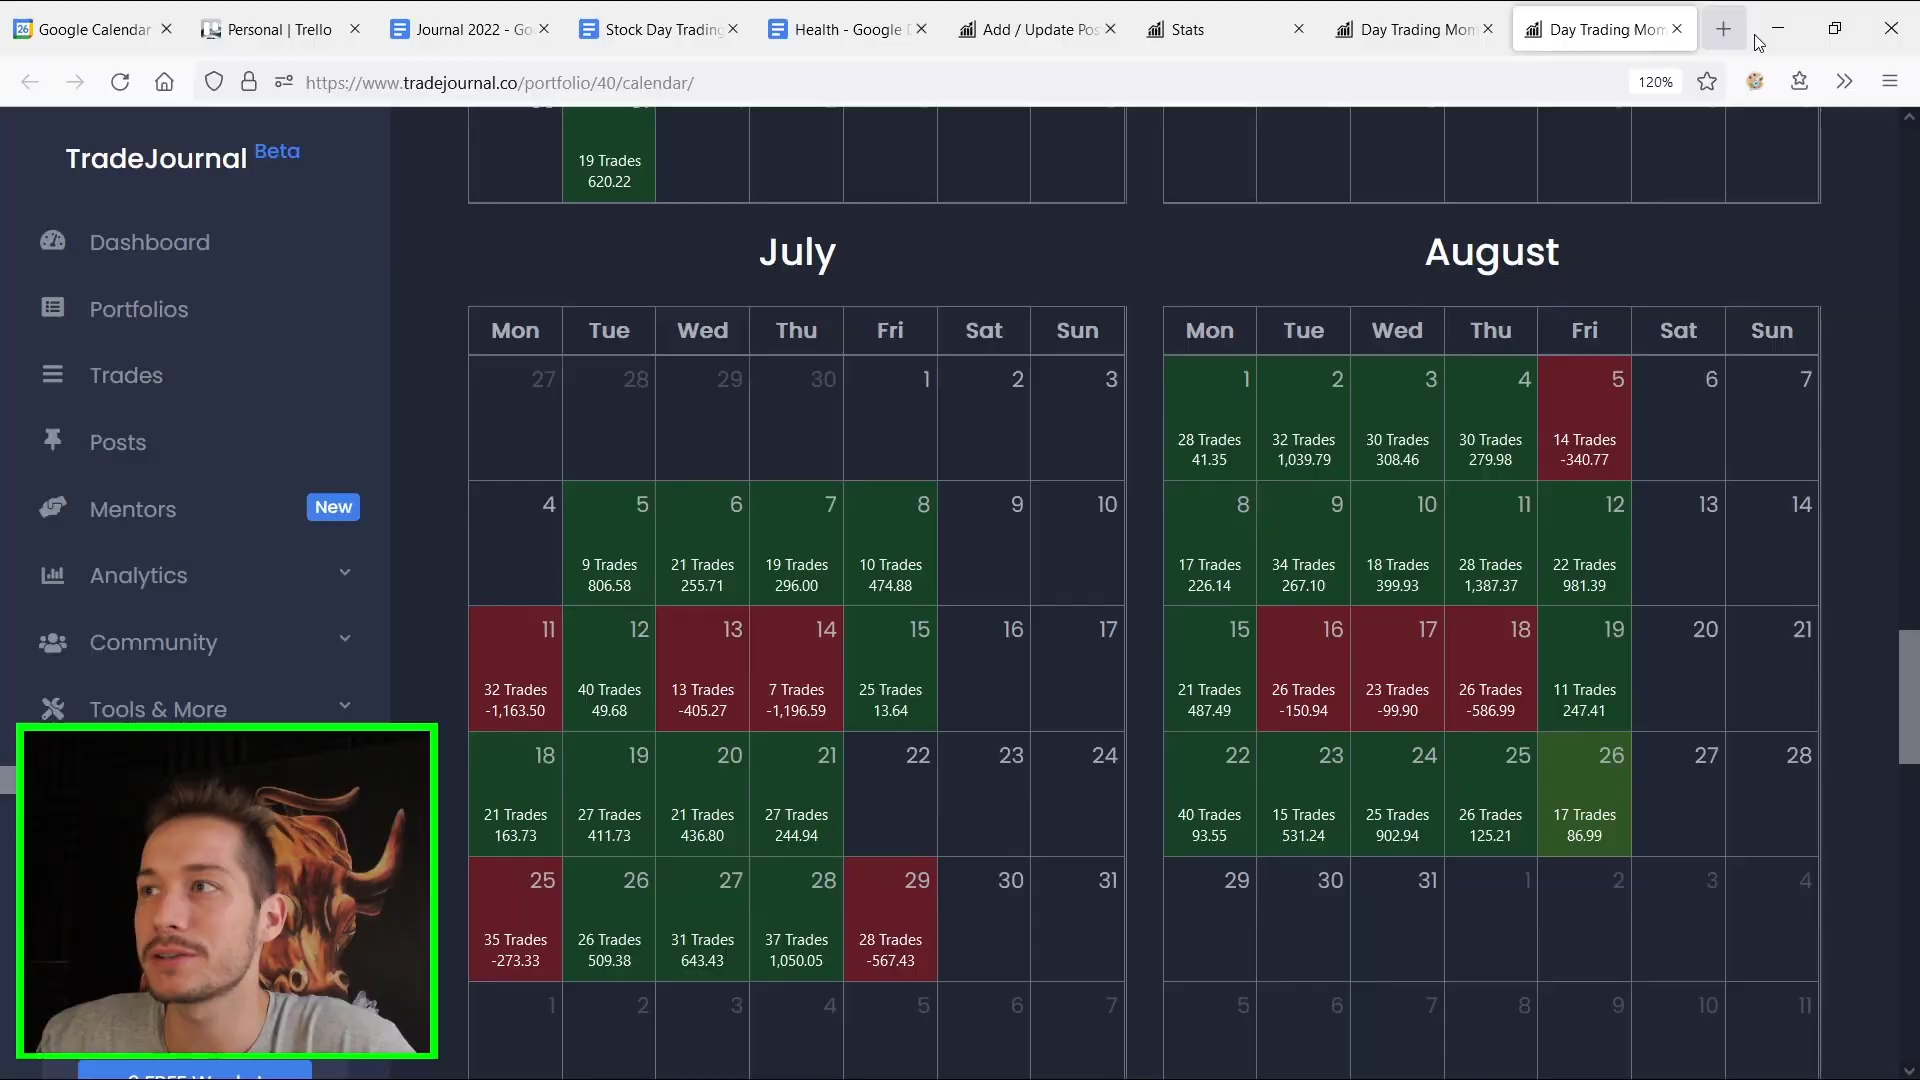 26 Google Calendar
Personal | Trello
Journal 2022 - Go
Stock Day Trading
Health - Google D
Add / Update Pos
Stats
Day Trading Mom
Day Trading Mom
https://www.tradejournal.co/portfolio/40/calendar/
120%
TradeJournal Beta
Dashboard
Portfolios
Trades
Posts
Mentors
New
Analytics
Community
Tools & More
19 Trades
620.22
July
Mon Tue Wed Thu Fri Sat Sun
27 28 29 30 1 2 3
4 5 6 7 8 9 10
9 Trades 21 Trades 19 Trades 10 Trades
806.58 255.71 296.00 474.88
11 12 13 14 15 16 17
32 Trades 40 Trades 13 Trades 7 Trades 25 Trades
-1,163.50 49.68 -405.27 -1,196.59 13.64
18 19 20 21 22 23 24
21 Trades 27 Trades 21 Trades 27 Trades
163.73 411.73 436.80 244.94
25 26 27 28 29 30 31
35 Trades 26 Trades 31 Trades 37 Trades 28 Trades
-273.33 509.38 643.43 1,050.05 -567.43
1 2 3 4 5 6 7
August
Mon Tue Wed Thu Fri Sat Sun
1 2 3 4 5 6 7
28 Trades 32 Trades 30 Trades 30 Trades 14 Trades
41.35 1,039.79 308.46 279.98 -340.77
8 9 10 11 12 13 14
17 Trades 34 Trades 18 Trades 28 Trades 22 Trades
226.14 267.10 399.93 1,387.37 981.39
15 16 17 18 19 20 21
21 Trades 26 Trades 23 Trades 26 Trades 11 Trades
487.49 -150.94 -99.90 -586.99 247.41
22 23 24 25 26 27 28
40 Trades 15 Trades 25 Trades 26 Trades 17 Trades
93.55 531.24 902.94 125.21 86.99
29 30 31 1 2 3 4
5 6 7 8 9 10 11